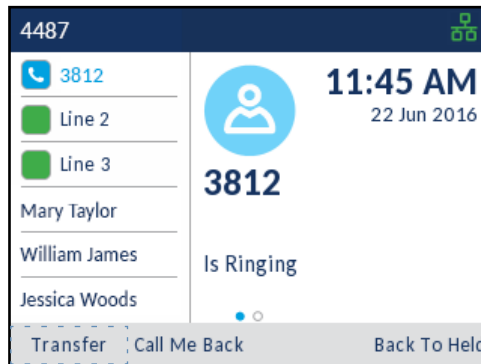 4487
3812
Line 2
Line 3
Mary Taylor
William James
Jessica Woods
11:45 AM
22 Jun 2016
3812
Is Ringing
Transfer
Call Me Back
Back To Held